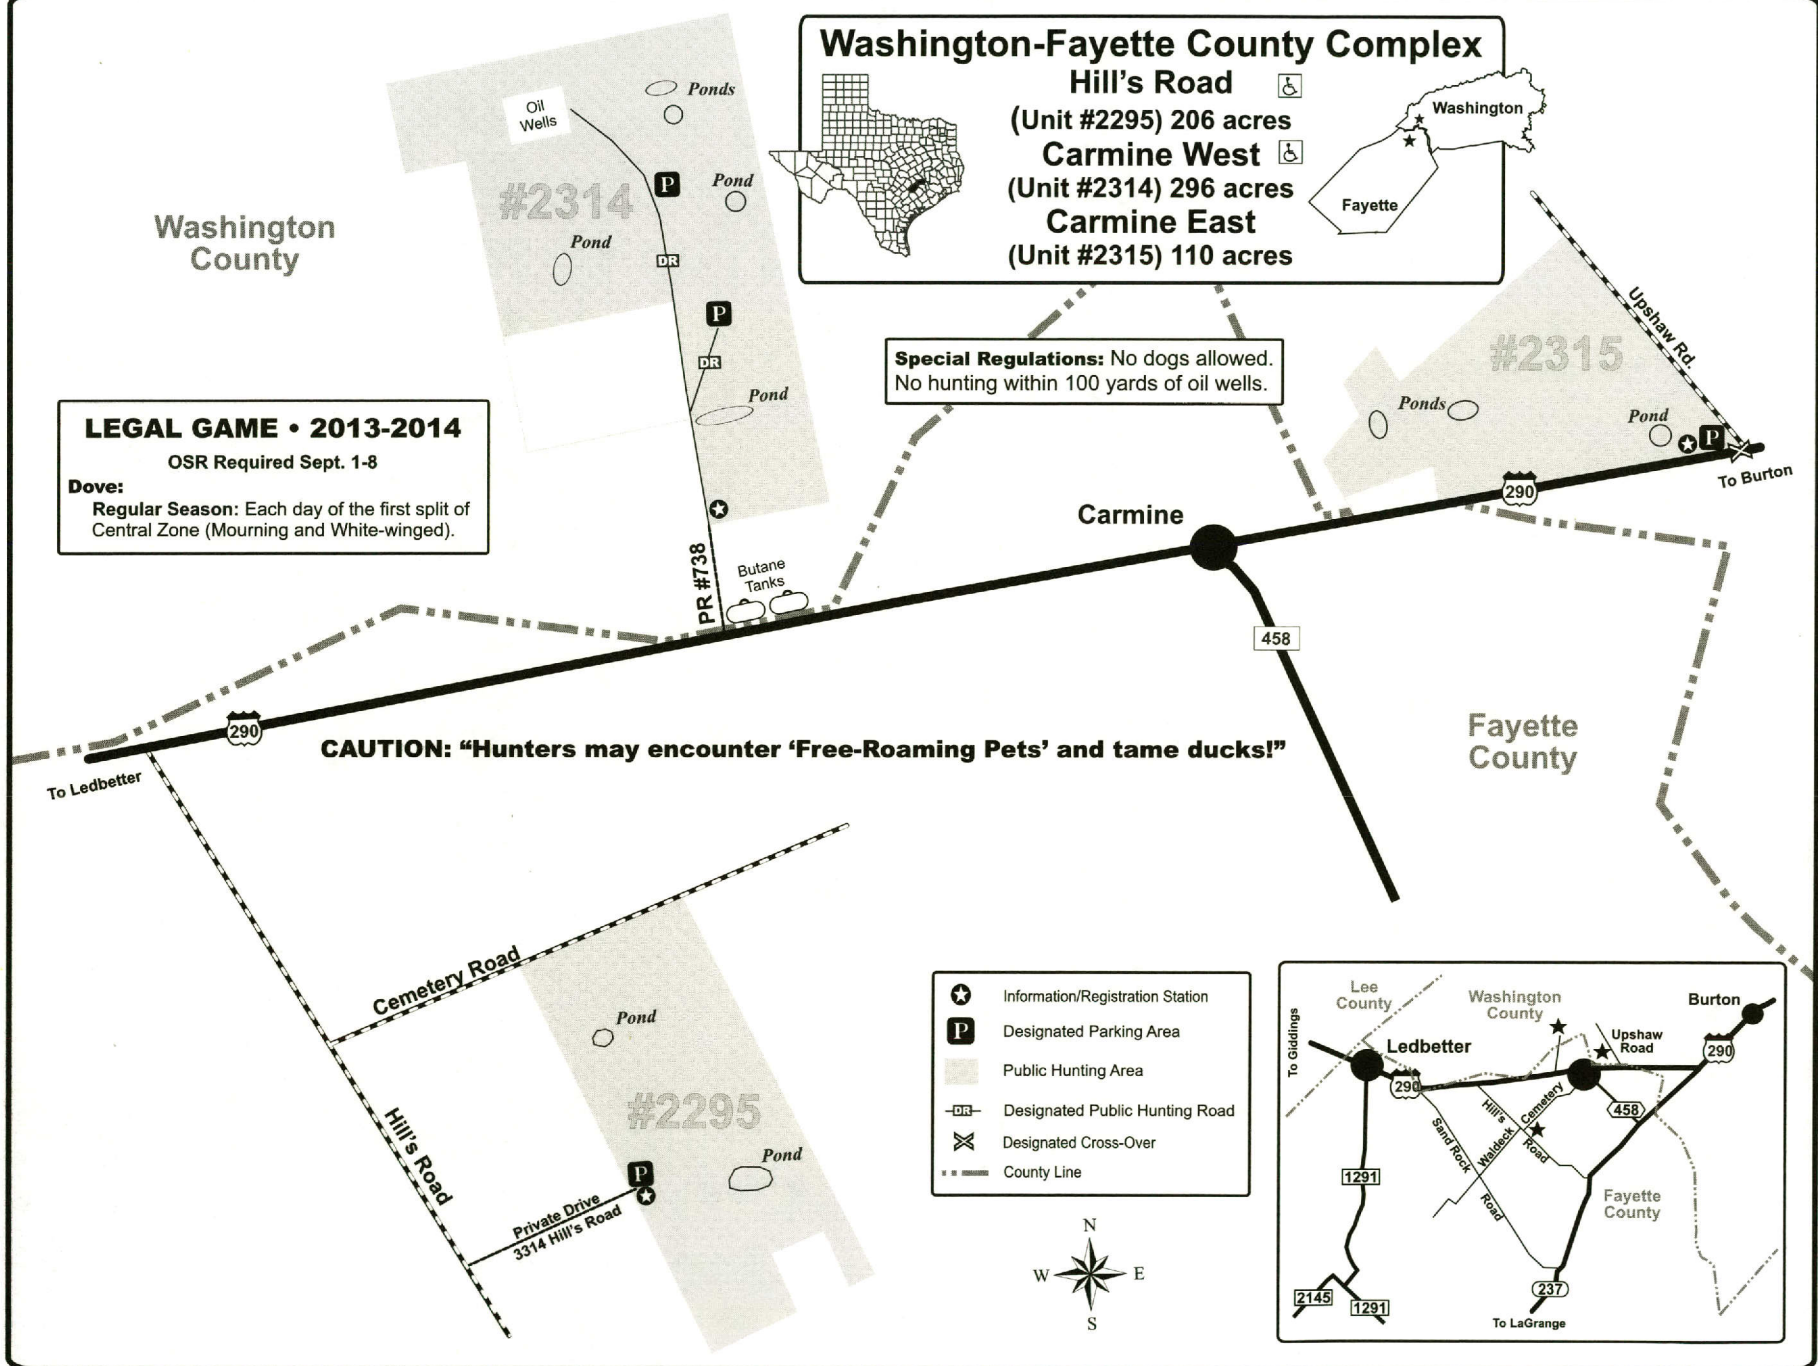 Washington-Fayette County Complex
Hill's Road
(Unit #2295) 206 acres
Carmine West
(Unit #2314) 296 acres
Carmine East
(Unit #2315) 110 acres
Washington
Fayette
Oil
Wells
Ponds
#2314
Pond
Pond
P
DR
P
DR
Pond
Washington
County
Special Regulations: No dogs allowed.
No hunting within 100 yards of oil wells.
Upshaw Rd.
#2315
Ponds
Pond
P
To Burton
290
LEGAL GAME • 2013-2014
OSR Required Sept. 1-8
Dove:
Regular Season: Each day of the first split of
Central Zone (Mourning and White-winged).
Carmine
PR #738
Butane
Tanks
458
290
To Ledbetter
CAUTION: “Hunters may encounter ‘Free-Roaming Pets’ and tame ducks!”
Fayette
County
Cemetery Road
Pond
#2295
Hill's Road
P
Pond
Private Drive
3314 Hill's Road
Information/Registration Station
P
Designated Parking Area
Public Hunting Area
DR
Designated Public Hunting Road
Designated Cross-Over
County Line
N
W
E
S
Lee
County
Washington
County
Burton
To Giddings
Ledbetter
Upshaw
Road
290
290
Hill's
Road
Cemetery
Waldeck
458
Sand Rock
Road
1291
Fayette
County
2145
1291
237
To LaGrange